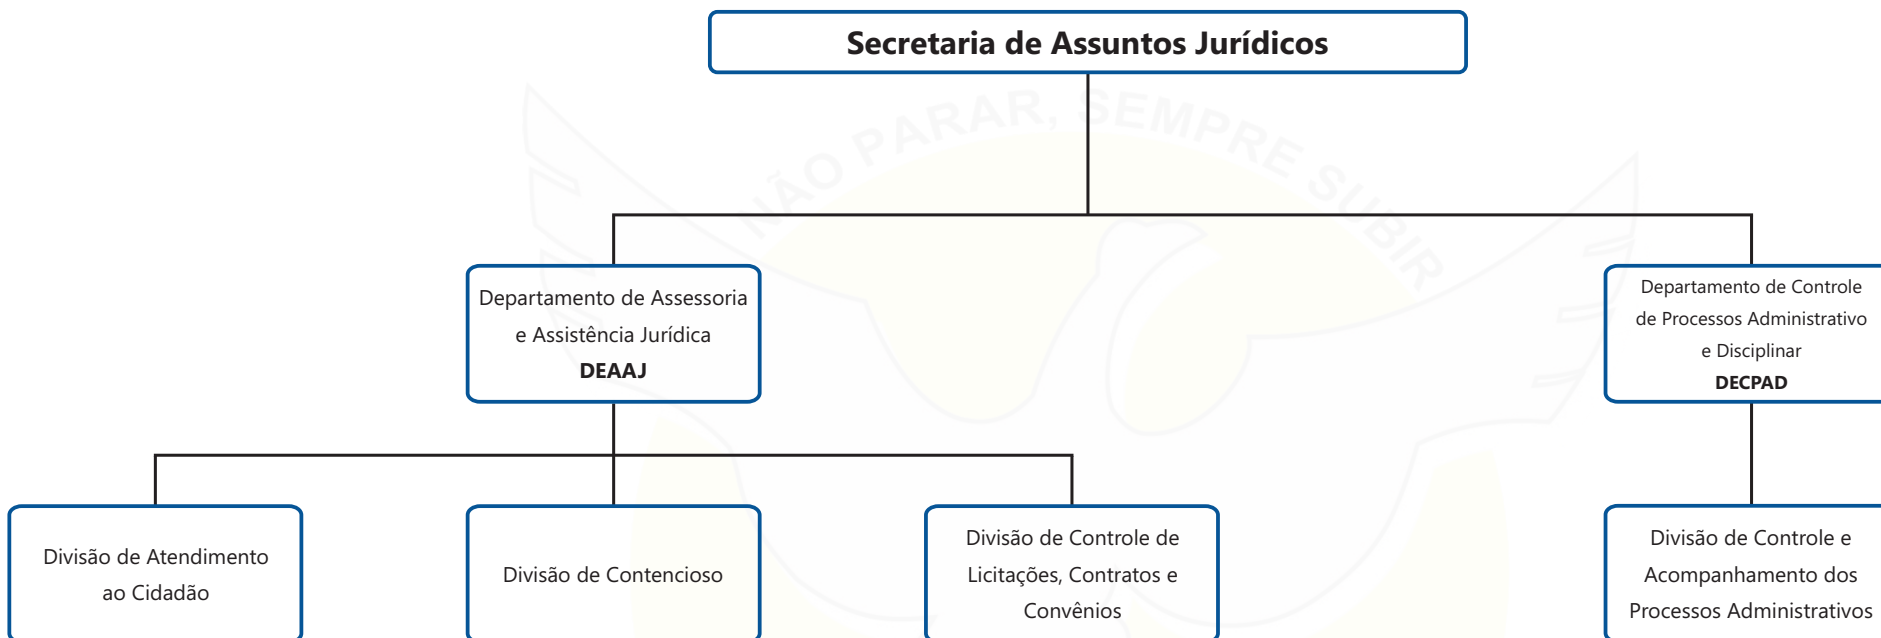 Secretaria de Assuntos Jurídicos
NÃO PARAR, SEMPRE SUBIR
Departamento de Assessoria
e Assistência Jurídica
DEAAJ
Departamento de Controle
de Processos Administrativo
e Disciplinar
DECPAD
Divisão de Atendimento
ao Cidadão
Divisão de Contencioso
Divisão de Controle de
Licitações, Contratos e
Convênios
Divisão de Controle e
Acompanhamento dos
Processos Administrativos